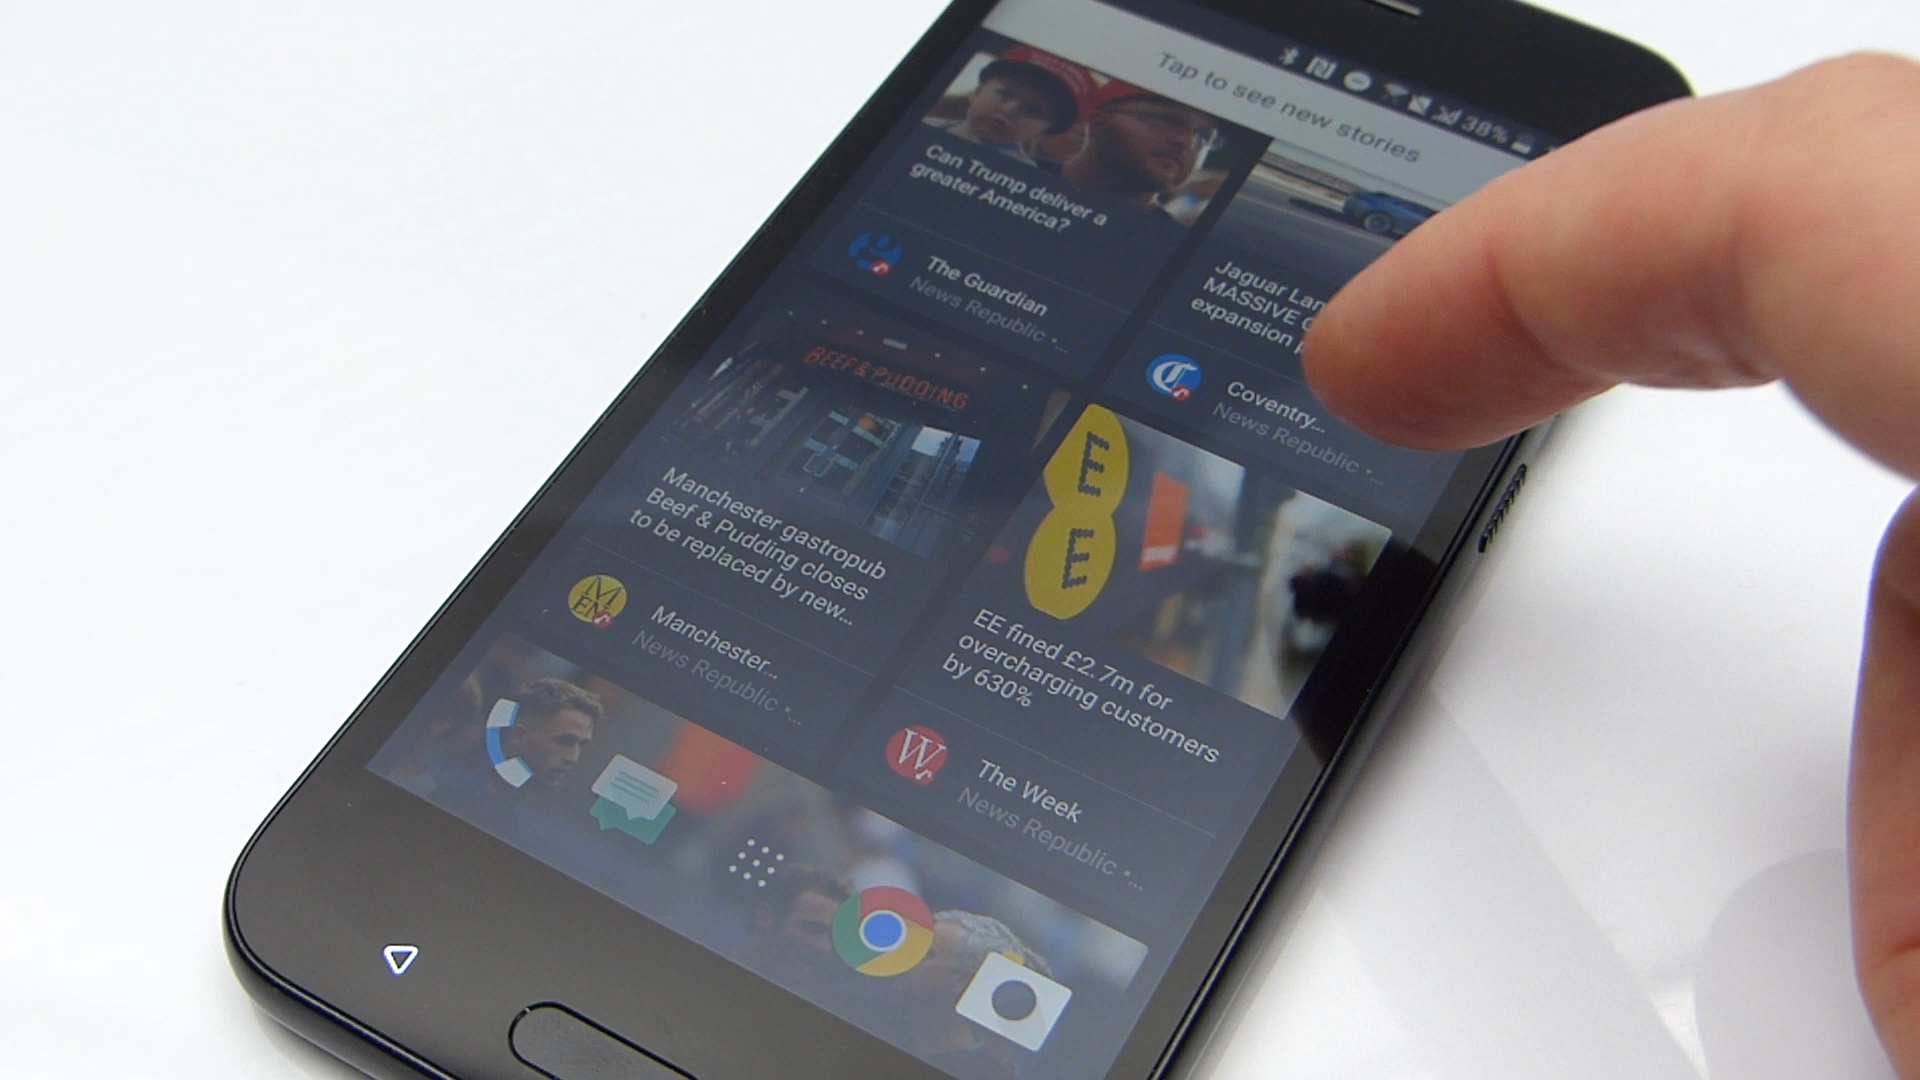 38%
Tap to see new stories
Can Trump deliver a
greater America?
The Guardian
News Republic •...
Jaguar
MASSIVE
expansion
Coventry...
News Republic •...
BEEF & PUDDING
Manchester gastropub
Beef & Pudding closes
to be replaced by new...
MEN
Manchester...
News Republic •...
EE
EE fined £2.7m for
overcharging customers
by 630%
W
The Week
News Republic •...